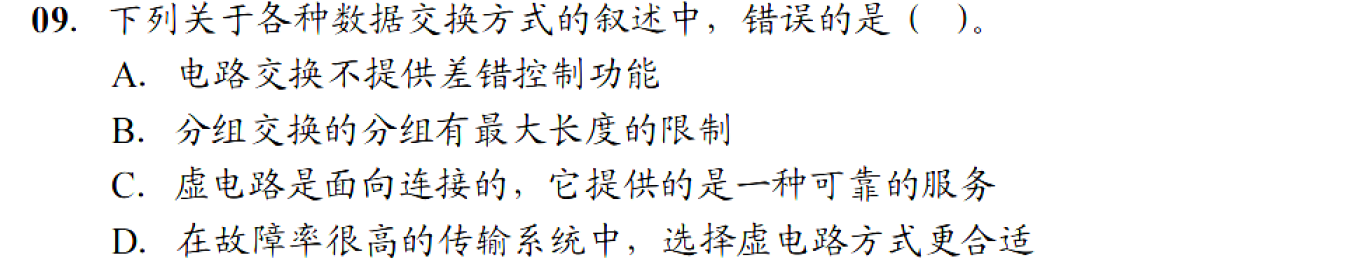 09. 下列关于各种数据交换方式的叙述中，错误的是（ ）。
A. 电路交换不提供差错控制功能
B. 分组交换的分组有最大长度的限制
C. 虚电路是面向连接的，它提供的是一种可靠的服务
D. 在故障率很高的传输系统中，选择虚电路方式更合适